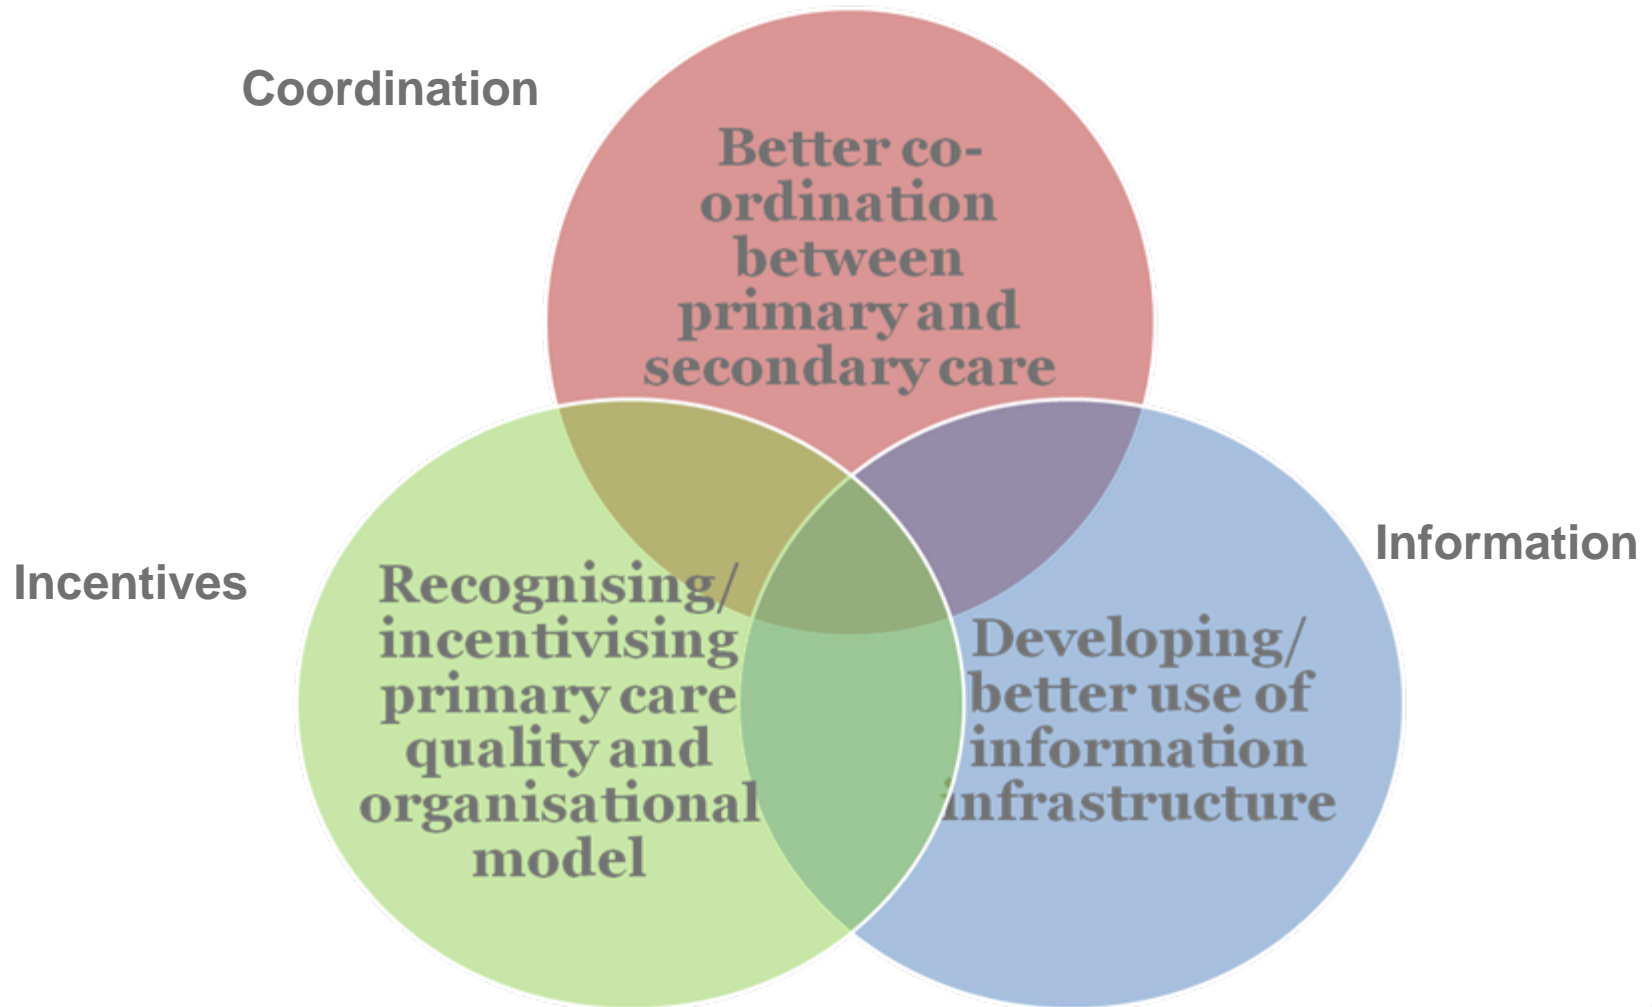 Coordination
Better co-
ordination
between
primary and
secondary care
Incentives
Recognising/
incentivising
primary care
quality and
organisational
model
Information
Developing/
better use of
information
infrastructure